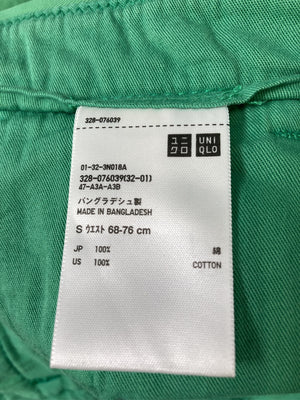 328-076039
ユニ UNI
クロ QLO
01-32-3N018A
328-076039(32-01)
47-A3A-A3B
バングラデシュ製
MADE IN BANGLADESH
S ウエスト 68-76 cm
JP 100% 綿
US 100% COTTON